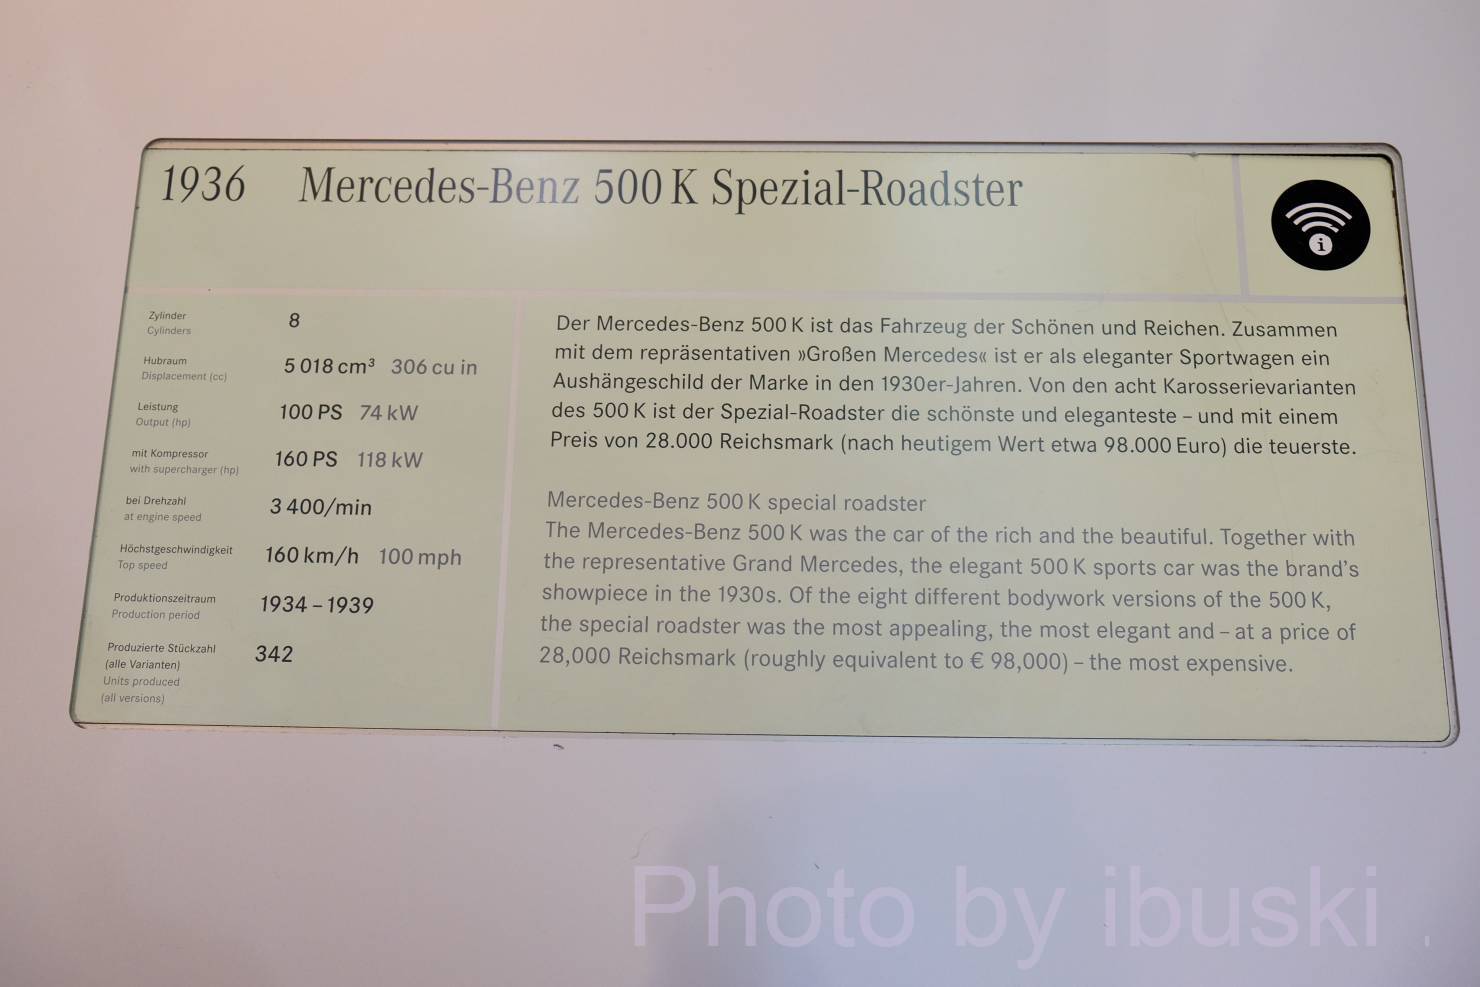 1936 Mercedes-Benz 500 K Spezial-Roadster
i
Zylinder
Cylinders
8
Hubraum
Displacement (cc)
5 018 cm³ 306 cu in
Leistung
Output (hp)
100 PS 74 kW
mit Kompressor
with supercharger (hp)
160 PS 118 kW
bei Drehzahl
at engine speed
3 400/min
Höchstgeschwindigkeit
Top speed
160 km/h 100 mph
Produktionszeitraum
Production period
1934 – 1939
Produzierte Stückzahl
(alle Varianten)
Units produced
(all versions)
342
Der Mercedes-Benz 500 K ist das Fahrzeug der Schönen und Reichen. Zusammen
mit dem repräsentativen »Großen Mercedes« ist er als eleganter Sportwagen ein
Aushängeschild der Marke in den 1930er-Jahren. Von den acht Karosserievarianten
des 500 K ist der Spezial-Roadster die schönste und eleganteste – und mit einem
Preis von 28.000 Reichsmark (nach heutigem Wert etwa 98.000 Euro) die teuerste.
Mercedes-Benz 500 K special roadster
The Mercedes-Benz 500 K was the car of the rich and the beautiful. Together with
the representative Grand Mercedes, the elegant 500 K sports car was the brand's
showpiece in the 1930s. Of the eight different bodywork versions of the 500 K,
the special roadster was the most appealing, the most elegant and – at a price of
28,000 Reichsmark (roughly equivalent to € 98,000) – the most expensive.
Photo by ibuski .